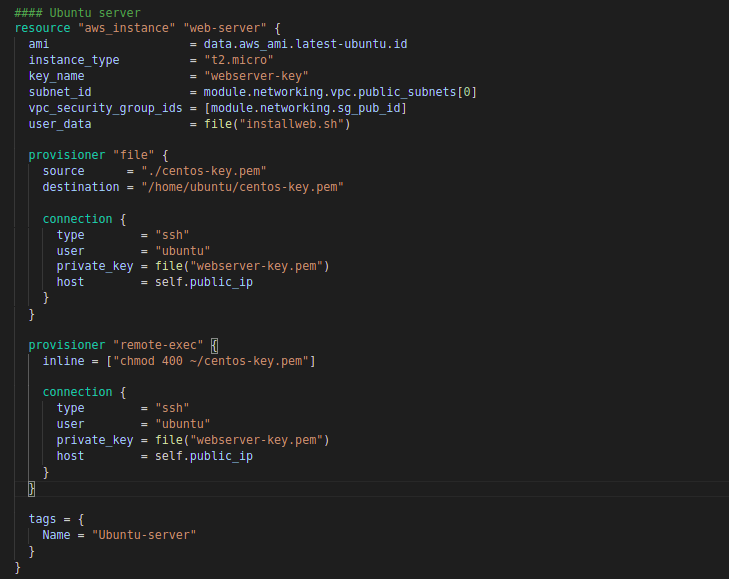 #### Ubuntu server
resource "aws_instance" "web-server" {
  ami                    = data.aws_ami.latest-ubuntu.id
  instance_type          = "t2.micro"
  key_name               = "webserver-key"
  subnet_id              = module.networking.vpc.public_subnets[0]
  vpc_security_group_ids = [module.networking.sg_pub_id]
  user_data              = file("installweb.sh")

  provisioner "file" {
    source      = "./centos-key.pem"
    destination = "/home/ubuntu/centos-key.pem"

    connection {
      type        = "ssh"
      user        = "ubuntu"
      private_key = file("webserver-key.pem")
      host        = self.public_ip
    }
  }

  provisioner "remote-exec" {
    inline = ["chmod 400 ~/centos-key.pem"]

    connection {
      type        = "ssh"
      user        = "ubuntu"
      private_key = file("webserver-key.pem")
      host        = self.public_ip
    }
  }

  tags = {
    Name = "Ubuntu-server"
  }
}